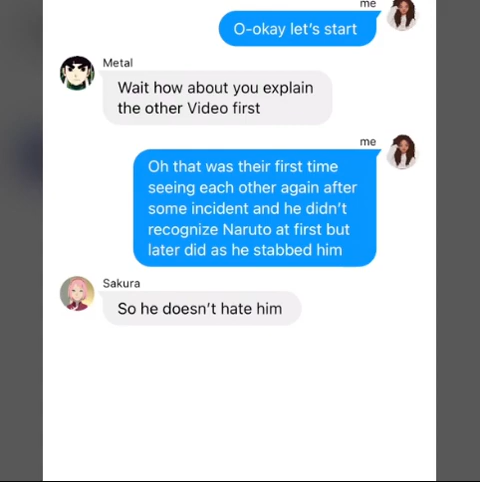 me
O-okay let's start
Metal
Wait how about you explain
the other Video first
me
Oh that was their first time
seeing each other again after
some incident and he didn't
recognize Naruto at first but
later did as he stabbed him
Sakura
So he doesn't hate him